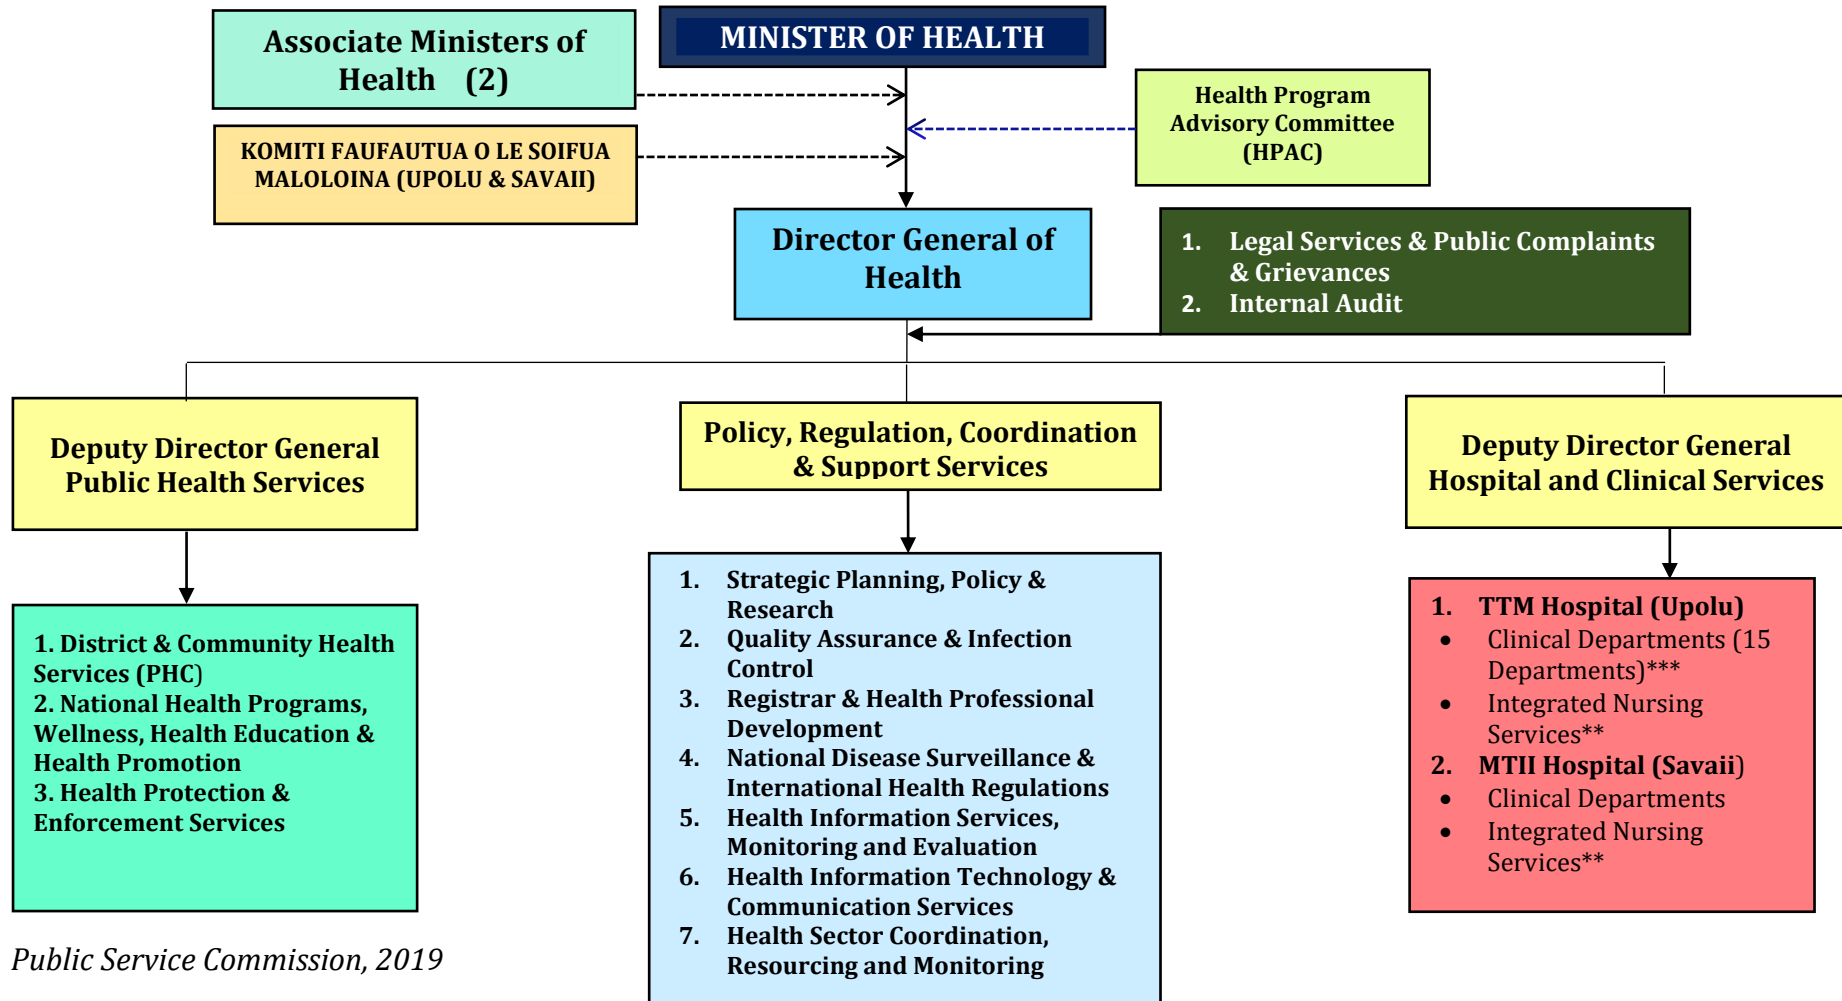 MINISTER OF HEALTH
Associate Ministers of
Health (2)
Health Program
Advisory Committee
(HPAC)
KOMITI FAUFAUTUA O LE SOIFUA
MALOLOINA (UPOLU & SAVAII)
Director General of
Health
1. Legal Services & Public Complaints
& Grievances
2. Internal Audit
Deputy Director General
Public Health Services
Policy, Regulation, Coordination
& Support Services
Deputy Director General
Hospital and Clinical Services
1. District & Community Health
Services (PHC)
2. National Health Programs,
Wellness, Health Education &
Health Promotion
3. Health Protection &
Enforcement Services
1. Strategic Planning, Policy &
Research
2. Quality Assurance & Infection
Control
3. Registrar & Health Professional
Development
4. National Disease Surveillance &
International Health Regulations
5. Health Information Services,
Monitoring and Evaluation
6. Health Information Technology &
Communication Services
7. Health Sector Coordination,
Resourcing and Monitoring
1. TTM Hospital (Upolu)
• Clinical Departments (15
Departments)***
• Integrated Nursing
Services**
2. MTII Hospital (Savaii)
• Clinical Departments
• Integrated Nursing
Services**
Public Service Commission, 2019